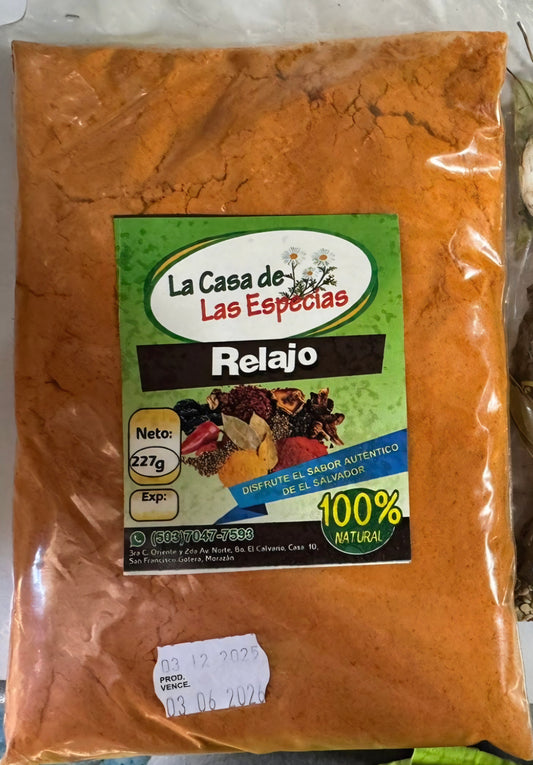 La Casa de
Las Especias
Relajo
Neto:
227g
Exp:
DISFRUTE EL SABOR AUTÉNTICO
DE EL SALVADOR
100%
NATURAL
(503)7047-7593
3ra C. Oriente y 2da Av. Norte, Bo. El Calvario, Casa 10,
San Francisco Gotera, Morazán
03 12 2025
PROD.
VENCE.
03 06 2026